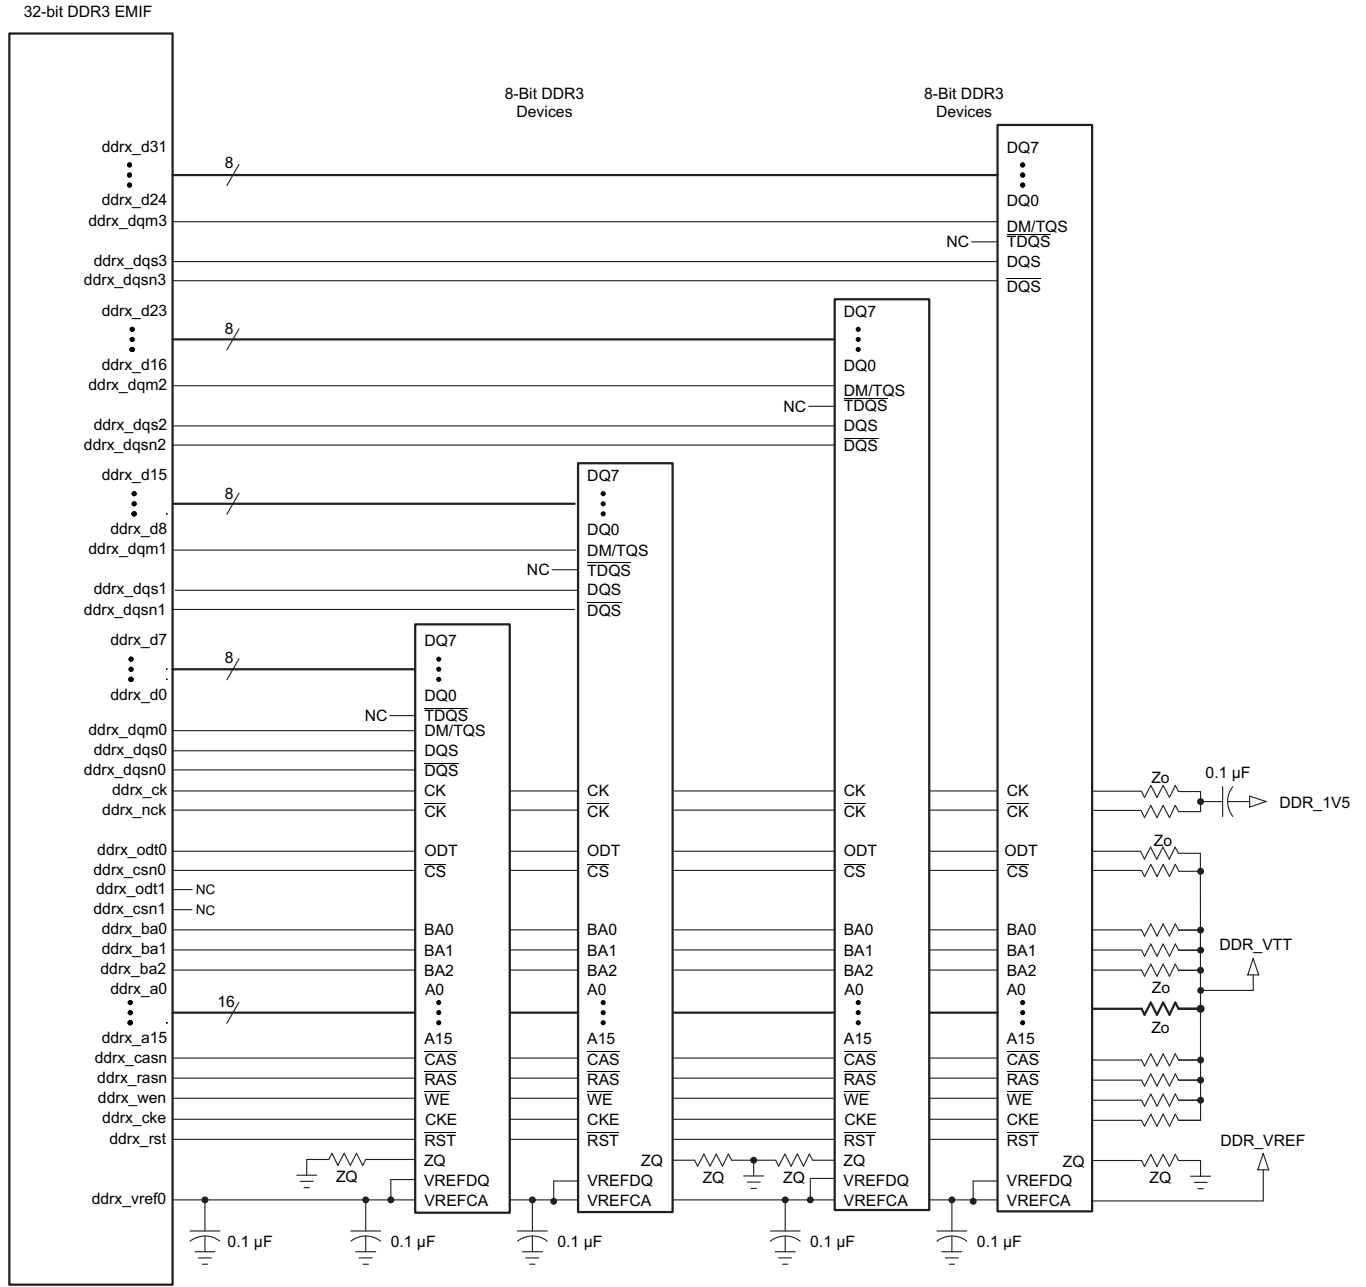 32-bit DDR3 EMIF
8-Bit DDR3
Devices
8-Bit DDR3
Devices
ddrx_d31
8
DQ7
ddrx_d24
DQ0
ddrx_dqm3
DM/TQS
NC
TDQS
ddrx_dqs3
DQS
ddrx_dqsn3
DQS
ddrx_d23
8
DQ7
ddrx_d16
DQ0
ddrx_dqm2
DM/TQS
NC
TDQS
ddrx_dqs2
DQS
ddrx_dqsn2
DQS
ddrx_d15
8
DQ7
ddrx_d8
DQ0
ddrx_dqm1
DM/TQS
NC
TDQS
ddrx_dqs1
DQS
ddrx_dqsn1
DQS
ddrx_d7
8
DQ7
ddrx_d0
DQ0
NC
TDQS
ddrx_dqm0
DM/TQS
ddrx_dqs0
DQS
ddrx_dqsn0
DQS
Zo
0.1 µF
ddrx_ck
CK
CK
CK
CK
DDR_1V5
ddrx_nck
CK
CK
CK
CK
Zo
ddrx_odt0
ODT
ODT
ODT
ODT
ddrx_csn0
CS
CS
CS
CS
ddrx_odt1
NC
ddrx_csn1
NC
ddrx_ba0
BA0
BA0
BA0
BA0
ddrx_ba1
BA1
BA1
BA1
BA1
DDR_VTT
ddrx_ba2
BA2
BA2
BA2
BA2
ddrx_a0
A0
A0
A0
A0
Zo
16
Zo
ddrx_a15
A15
A15
A15
A15
ddrx_casn
CAS
CAS
CAS
CAS
ddrx_rasn
RAS
RAS
RAS
RAS
ddrx_wen
WE
WE
WE
WE
ddrx_cke
CKE
CKE
CKE
CKE
ddrx_rst
RST
RST
RST
RST
DDR_VREF
ZQ
ZQ
ZQ
ZQ
ZQ
ZQ
ZQ
ZQ
VREFDQ
VREFDQ
VREFDQ
VREFDQ
ddrx_vref0
VREFCA
VREFCA
VREFCA
VREFCA
0.1 µF
0.1 µF
0.1 µF
0.1 µF
0.1 µF